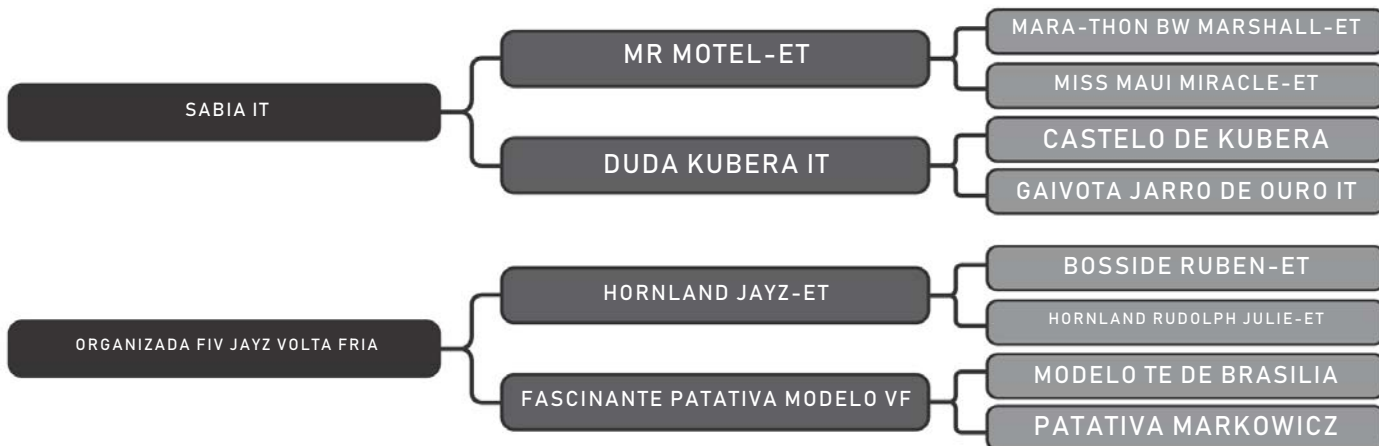 SABIA IT
MR MOTEL-ET
DUDA KUBERA IT
MARA-THON BW MARSHALL-ET
MISS MAUI MIRACLE-ET
CASTELO DE KUBERA
GAIVOTA JARRO DE OURO IT
ORGANIZADA FIV JAYZ VOLTA FRIA
HORNLAND JAYZ-ET
FASCINANTE PATATIVA MODELO VF
BOSSIDE RUBEN-ET
HORNLAND RUDOLPH JULIE-ET
MODELO TE DE BRASILIA
PATATIVA MARKOWICZ